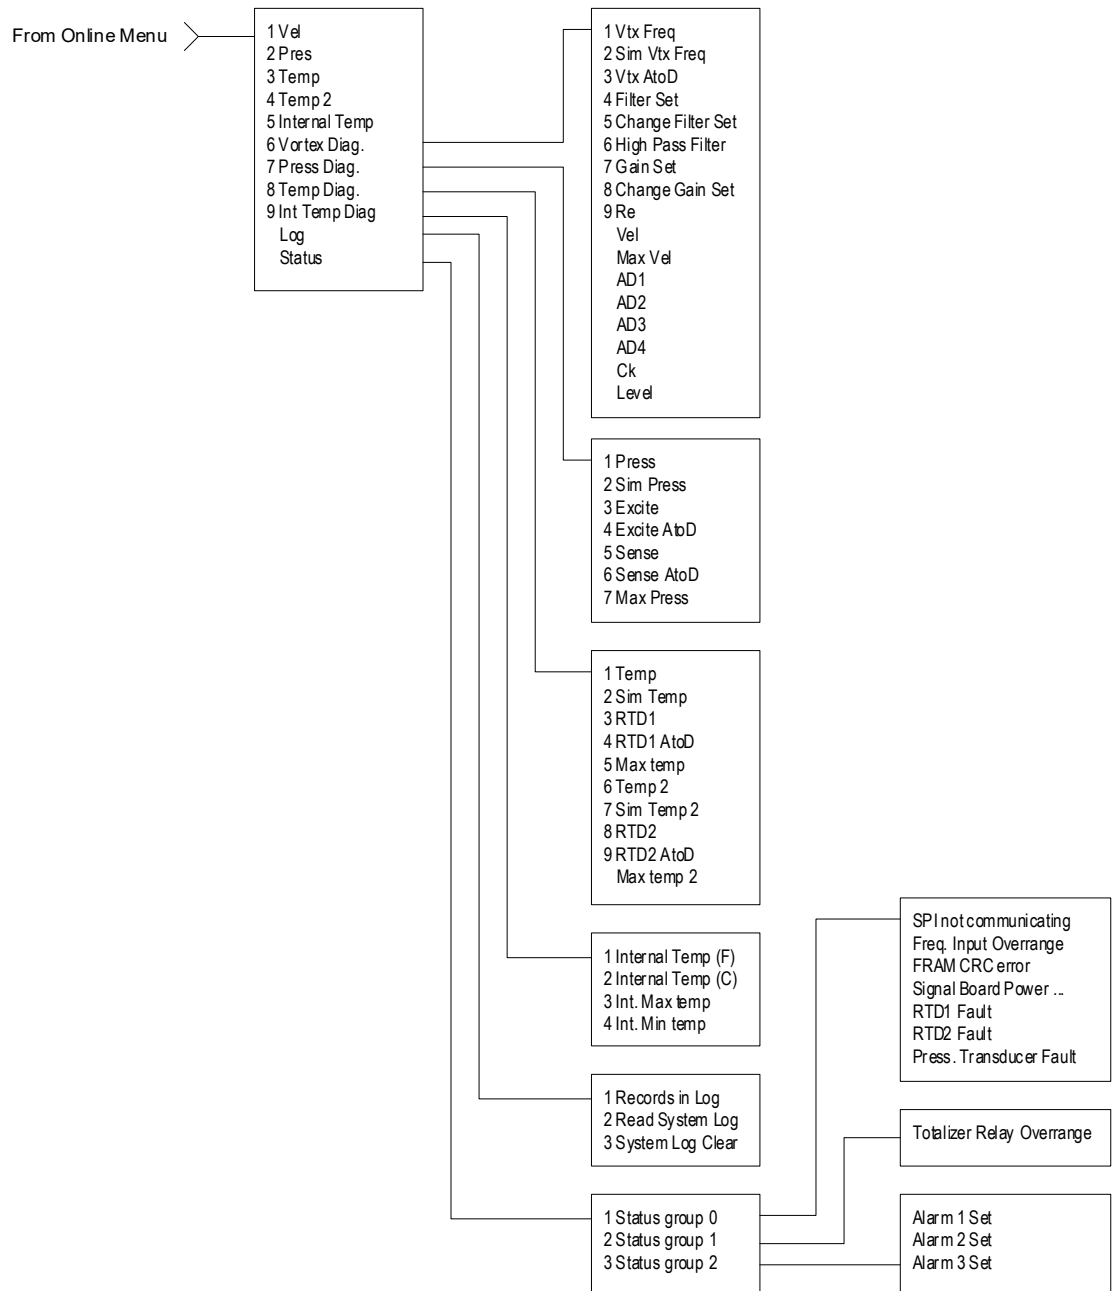 From Online Menu
1 Vel
2 Pres
3 Temp
4 Temp 2
5 Internal Temp
6 Vortex Diag.
7 Press Diag.
8 Temp Diag.
9 Int Temp Diag
Log
Status
1 Vtx Freq
2 Sim Vtx Freq
3 Vtx AtoD
4 Filter Set
5 Change Filter Set
6 High Pass Filter
7 Gain Set
8 Change Gain Set
9 Re
Vel
Max Vel
AD1
AD2
AD3
AD4
Ck
Level
1 Press
2 Sim Press
3 Excite
4 Excite AtoD
5 Sense
6 Sense AtoD
7 Max Press
1 Temp
2 Sim Temp
3 RTD1
4 RTD1 AtoD
5 Max temp
6 Temp 2
7 Sim Temp 2
8 RTD2
9 RTD2 AtoD
Max temp 2
1 Internal Temp (F)
2 Internal Temp (C)
3 Int. Max temp
4 Int. Min temp
1 Records in Log
2 Read System Log
3 System Log Clear
1 Status group 0
2 Status group 1
3 Status group 2
SPI not communicating
Freq. Input Overrange
FRAM CRC error
Signal Board Power ...
RTD1 Fault
RTD2 Fault
Press. Transducer Fault
Totalizer Relay Overrange
Alarm 1 Set
Alarm 2 Set
Alarm 3 Set